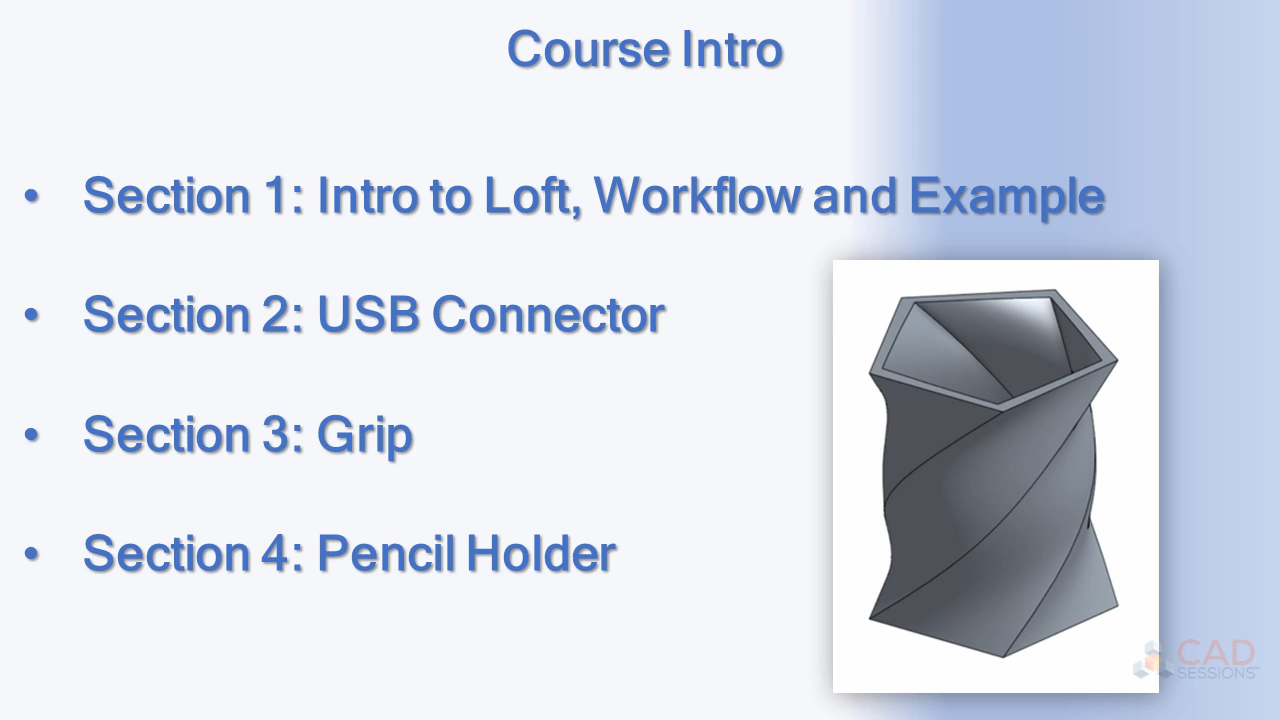 Course Intro
• Section 1: Intro to Loft, Workflow and Example
• Section 2: USB Connector
• Section 3: Grip
• Section 4: Pencil Holder
CAD
SESSIONS™